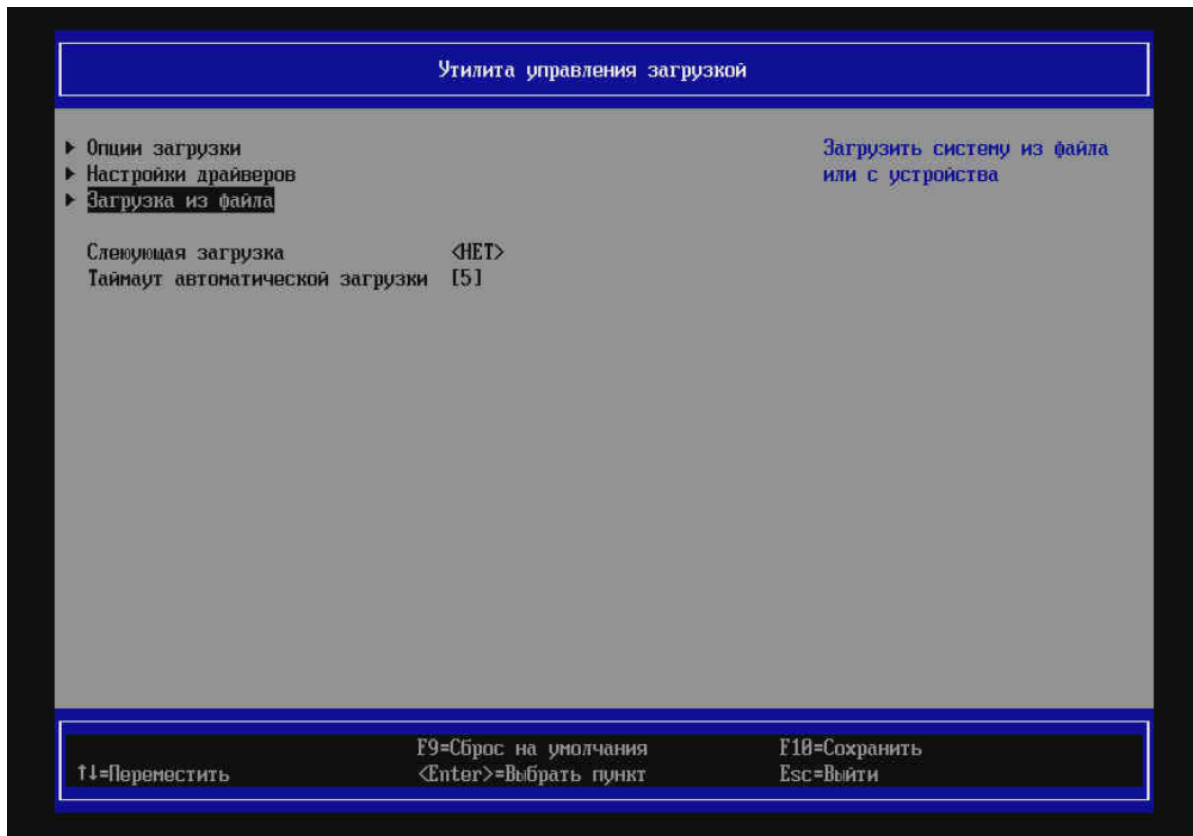 Утилита управления загрузкой
Опции загрузки
Загрузить систему из файла
Настройки драйверов
или с устройства
Загрузка из файла
Слеюующая загрузка <НЕТ>
Таймаут автоматической загрузки [5]
F9=Сброс на умолчания F10=Сохранить
↑↓=Переместить <Enter>=Выбрать пункт Esc=Выйти